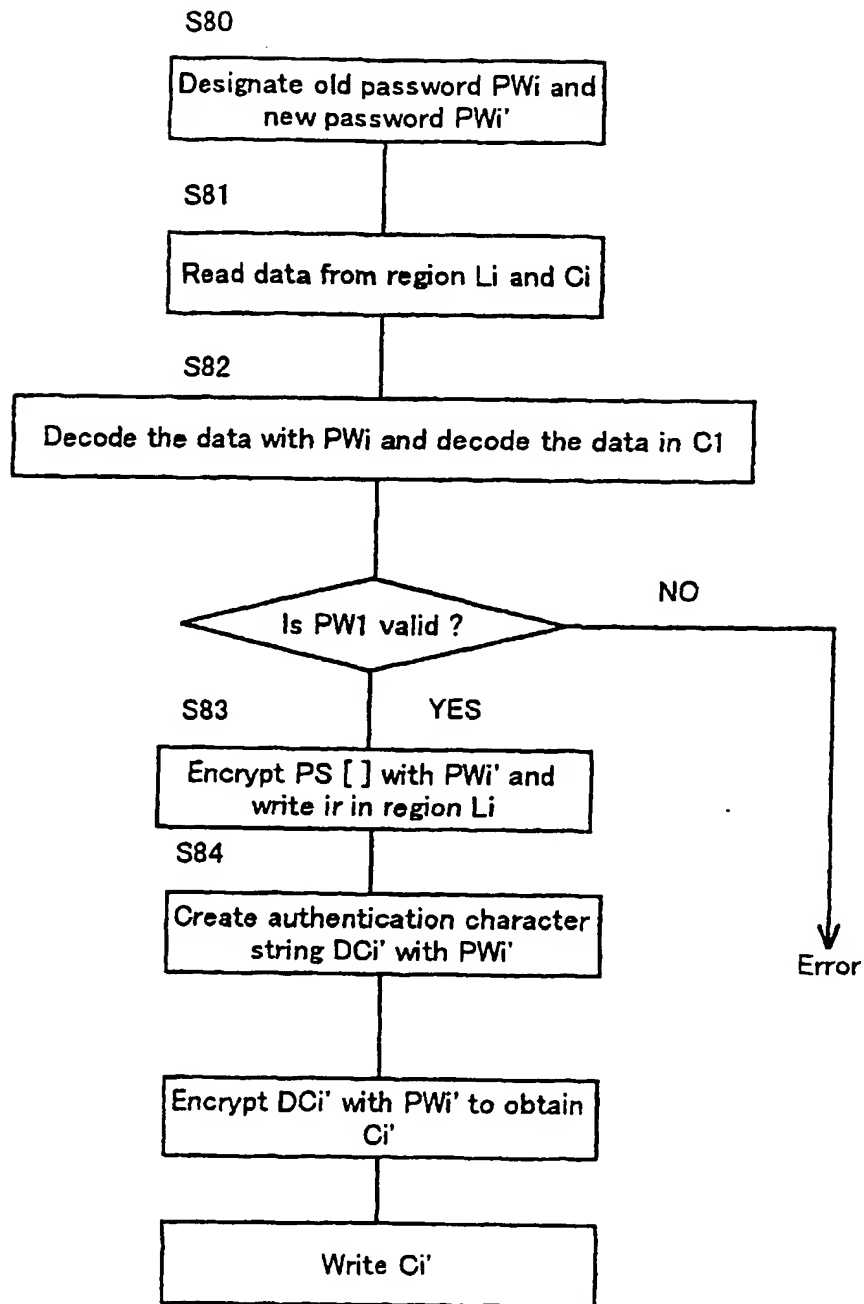 S80
Designate old password PWi and
new password PWi'
S81
Read data from region Li and Ci
S82
Decode the data with PWi and decode the data in C1
Is PW1 valid ?
NO
S83
YES
Encrypt PS [ ] with PWi' and
write ir in region Li
S84
Create authentication character
string DCi' with PWi'
Error
Encrypt DCi' with PWi' to obtain
Ci'
Write Ci'